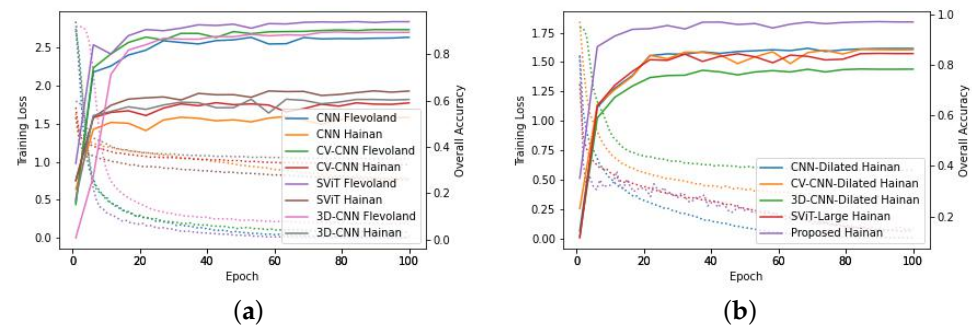 2.5
2.0
1.5
1.0
0.5
0.0
Training Loss
0.8
0.6
0.4
0.2
0.0
Overall Accuracy
CNN Flevoland
CNN Hainan
CV-CNN Flevoland
CV-CNN Hainan
SViT Flevoland
SViT Hainan
3D-CNN Flevoland
3D-CNN Hainan
0 20 40 60 80 100
Epoch
(a)
1.75
1.50
1.25
1.00
0.75
0.50
0.25
0.00
Training Loss
1.0
0.8
0.6
0.4
0.2
Overall Accuracy
CNN-Dilated Hainan
CV-CNN-Dilated Hainan
3D-CNN-Dilated Hainan
SViT-Large Hainan
Proposed Hainan
0 20 40 60 80 100
Epoch
(b)